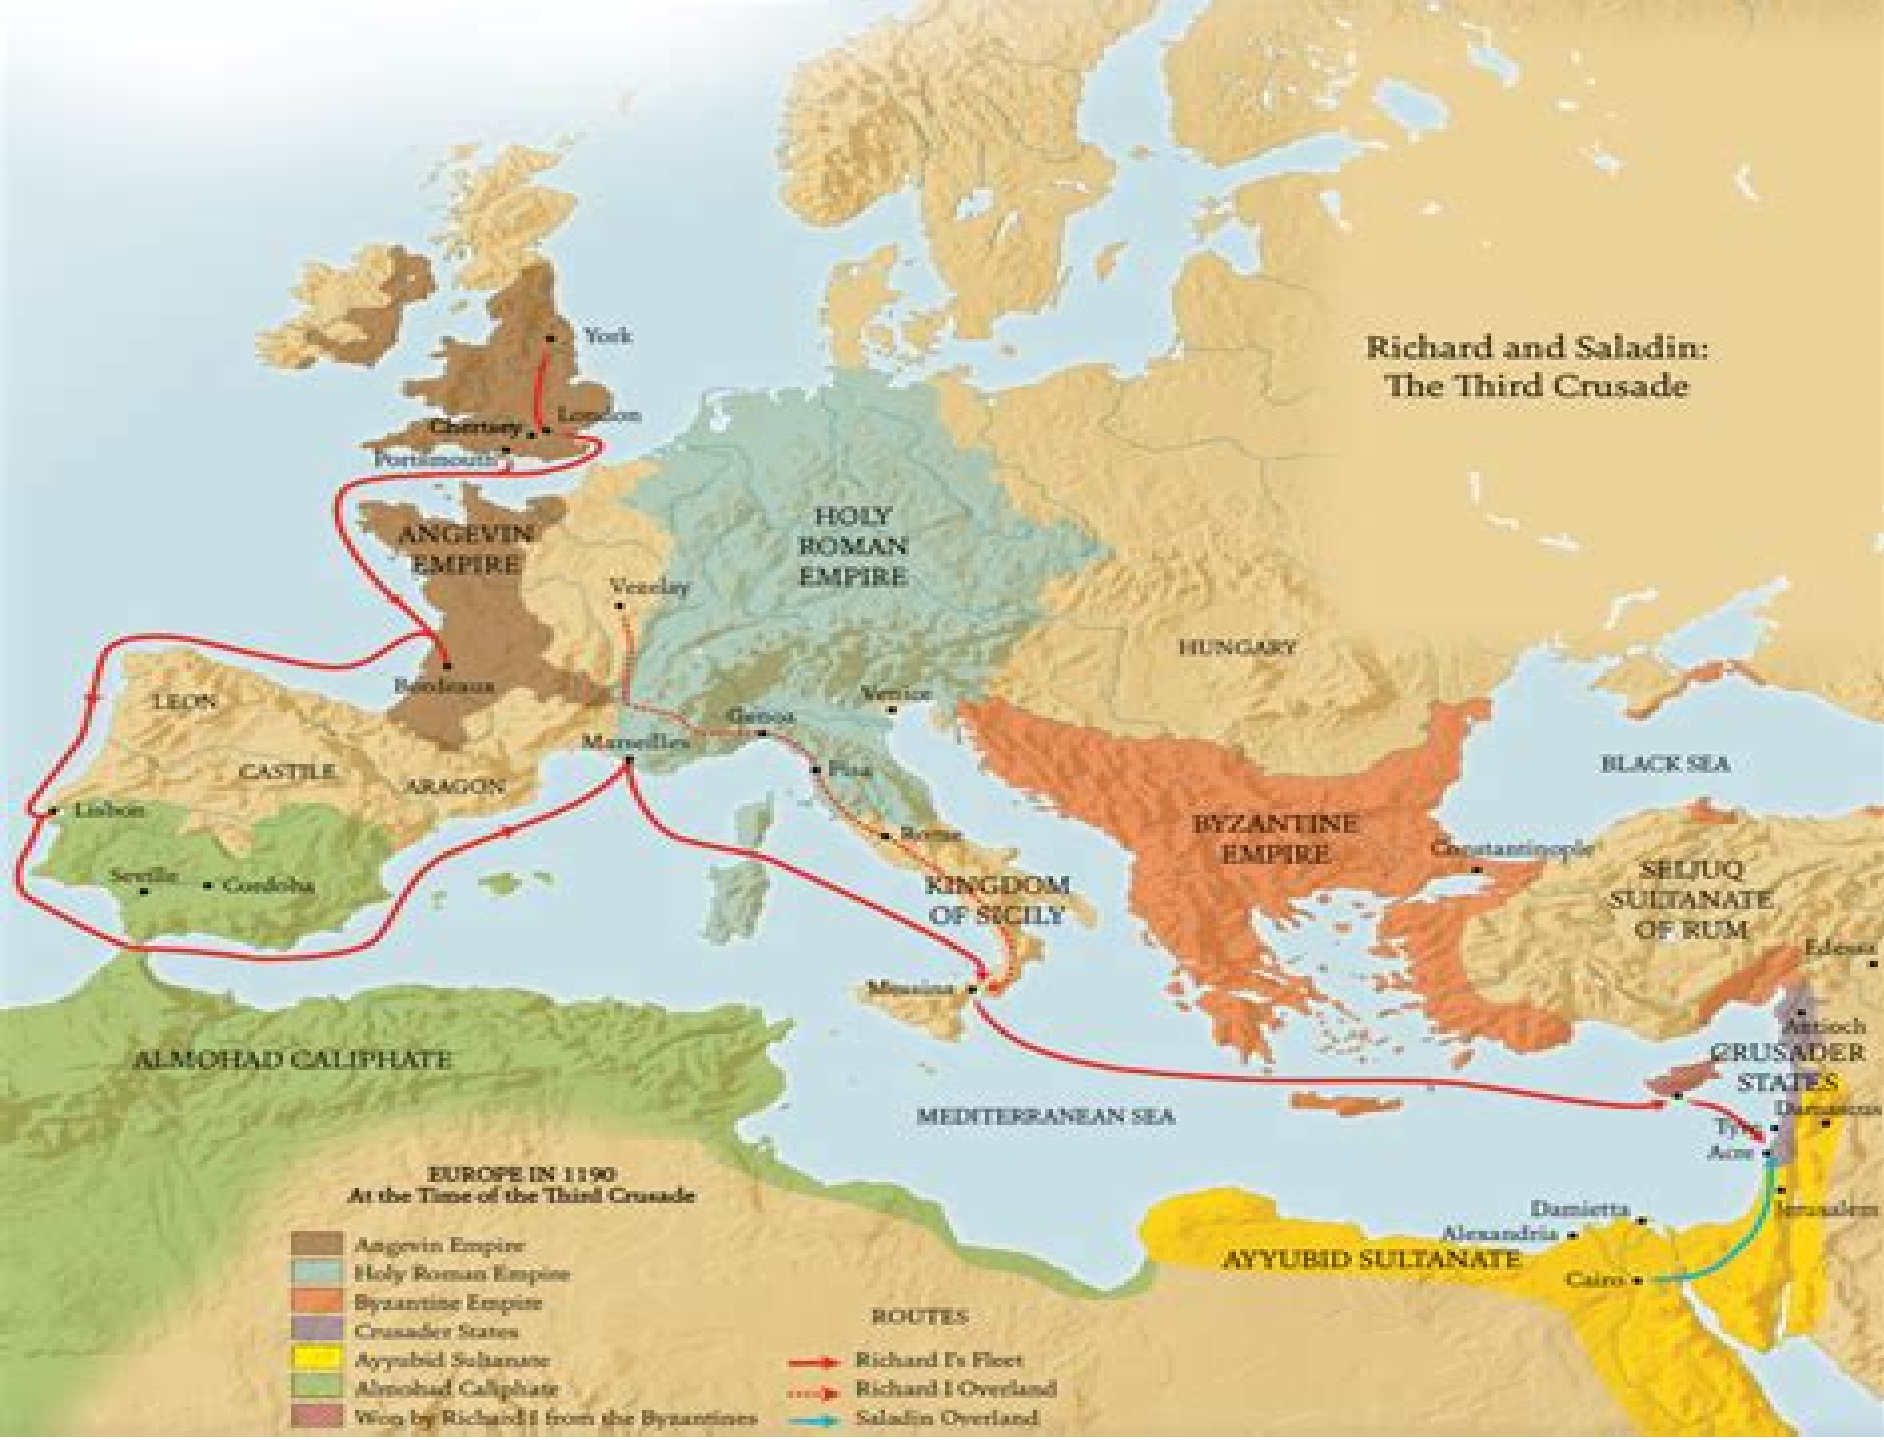 York
London
Chertsey
Portsmouth
Richard and Saladin:
The Third Crusade
ANGEVIN
EMPIRE
HOLY
ROMAN
EMPIRE
Vezelay
HUNGARY
Bordeaux
LEON
Venice
Genoa
Marseilles
CASTILE
ARAGON
Pisa
BLACK SEA
Lisbon
Rome
BYZANTINE
EMPIRE
Constantinople
Seville
Cordoba
KINGDOM
OF SICILY
SELJUQ
SULTANATE
OF RUM
Edessa
Messina
Antioch
ALMOHAD CALIPHATE
CRUSADER
STATES
MEDITERRANEAN SEA
Damascus
Tyre
Acre
Jerusalem
Damietta
Alexandria
AYYUBID SULTANATE
Cairo
EUROPE IN 1190
At the Time of the Third Crusade
Angevin Empire
Holy Roman Empire
Byzantine Empire
Crusader States
Ayyubid Sultanate
Almohad Caliphate
Won by Richard I from the Byzantines
ROUTES
Richard I's Fleet
Richard I Overland
Saladin Overland